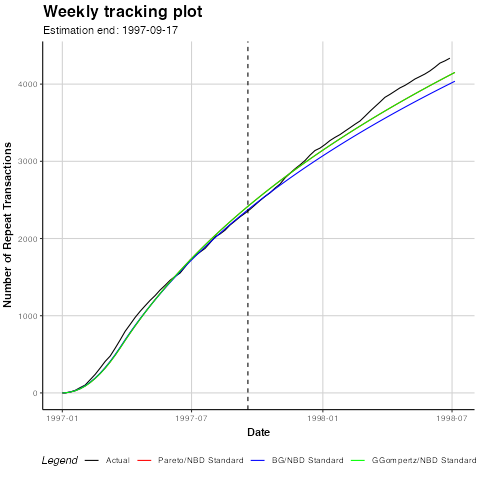 Weekly tracking plot
Estimation end: 1997-09-17
Number of Repeat Transactions
4000
3000
2000
1000
0
1997-01
1997-07
1998-01
1998-07
Date
Legend Actual Pareto/NBD Standard BG/NBD Standard GGompertz/NBD Standard